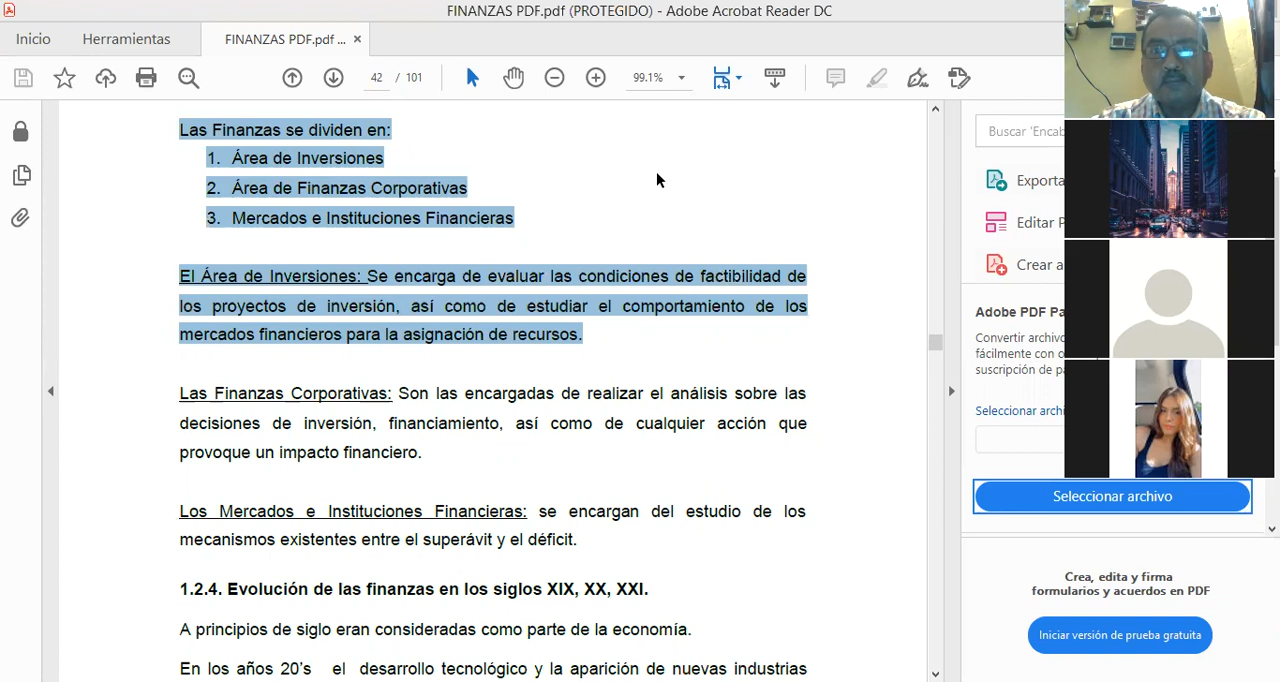 FINANZAS PDF.pdf (PROTEGIDO) - Adobe Acrobat Reader DC
Inicio
Herramientas
FINANZAS PDF.pdf ...
42 / 101
99.1%
Las Finanzas se dividen en:
1. Área de Inversiones
2. Área de Finanzas Corporativas
3. Mercados e Instituciones Financieras
El Área de Inversiones: Se encarga de evaluar las condiciones de factibilidad de
los proyectos de inversión, así como de estudiar el comportamiento de los
mercados financieros para la asignación de recursos.
Las Finanzas Corporativas: Son las encargadas de realizar el análisis sobre las
decisiones de inversión, financiamiento, así como de cualquier acción que
provoque un impacto financiero.
Los Mercados e Instituciones Financieras: se encargan del estudio de los
mecanismos existentes entre el superávit y el déficit.
1.2.4. Evolución de las finanzas en los siglos XIX, XX, XXI.
A principios de siglo eran consideradas como parte de la economía.
En los años 20's el desarrollo tecnológico y la aparición de nuevas industrias
Buscar 'Encab
Exporta
Editar P
Crear a
Adobe PDF Pa
Convertir archivo
fácilmente con o
suscripción de pa
Seleccionar archi
Seleccionar archivo
Crea, edita y firma
formularios y acuerdos en PDF
Iniciar versión de prueba gratuita